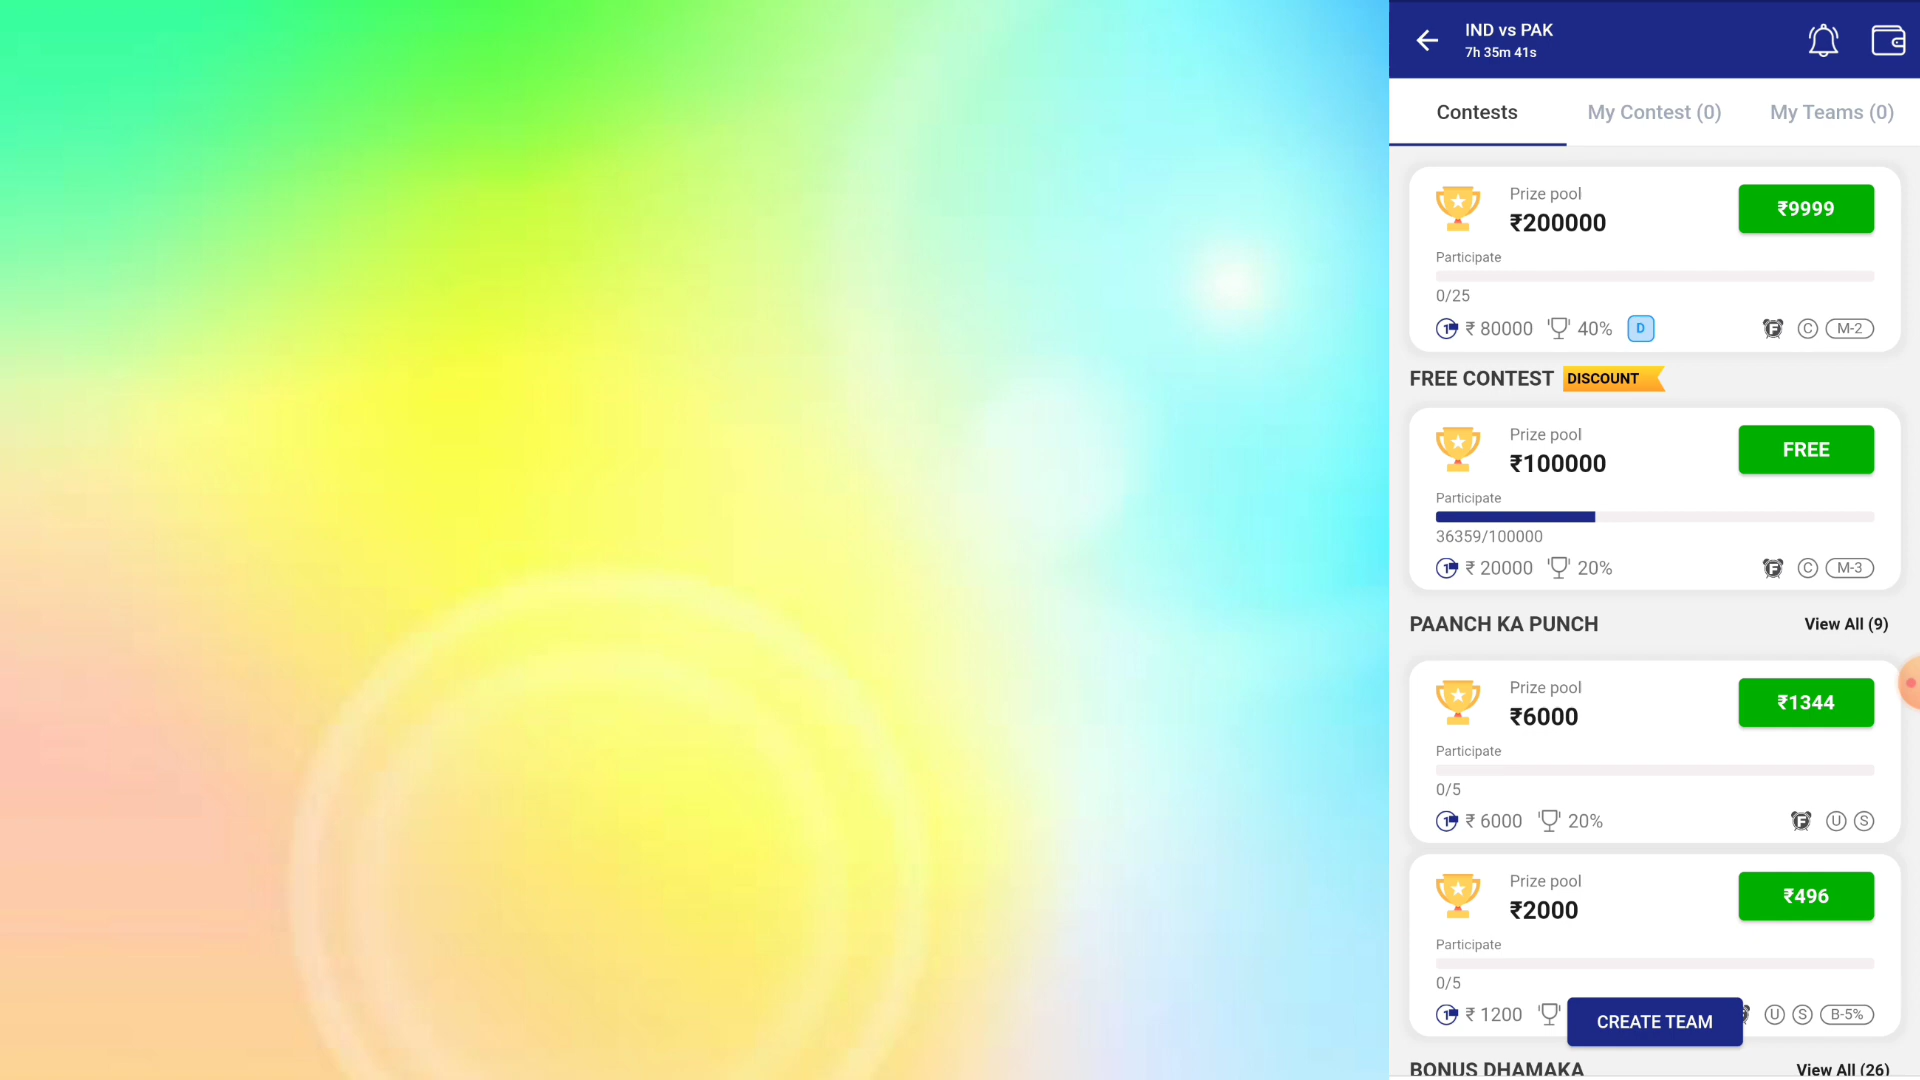 IND vs PAK
7h 35m 41s
Contests
My Contest (0)
My Teams (0)
Prize pool
₹200000
₹9999
Participate
0/25
₹ 80000
40%
D
F
C
M-2
FREE CONTEST
DISCOUNT
Prize pool
₹100000
FREE
Participate
36359/100000
₹ 20000
20%
F
C
M-3
PAANCH KA PUNCH
View All (9)
Prize pool
₹6000
₹1344
Participate
0/5
₹ 6000
20%
F
U
S
Prize pool
₹2000
₹496
Participate
0/5
₹ 1200
CREATE TEAM
U
S
B-5%
BONUS DHAMAKA
View All (26)